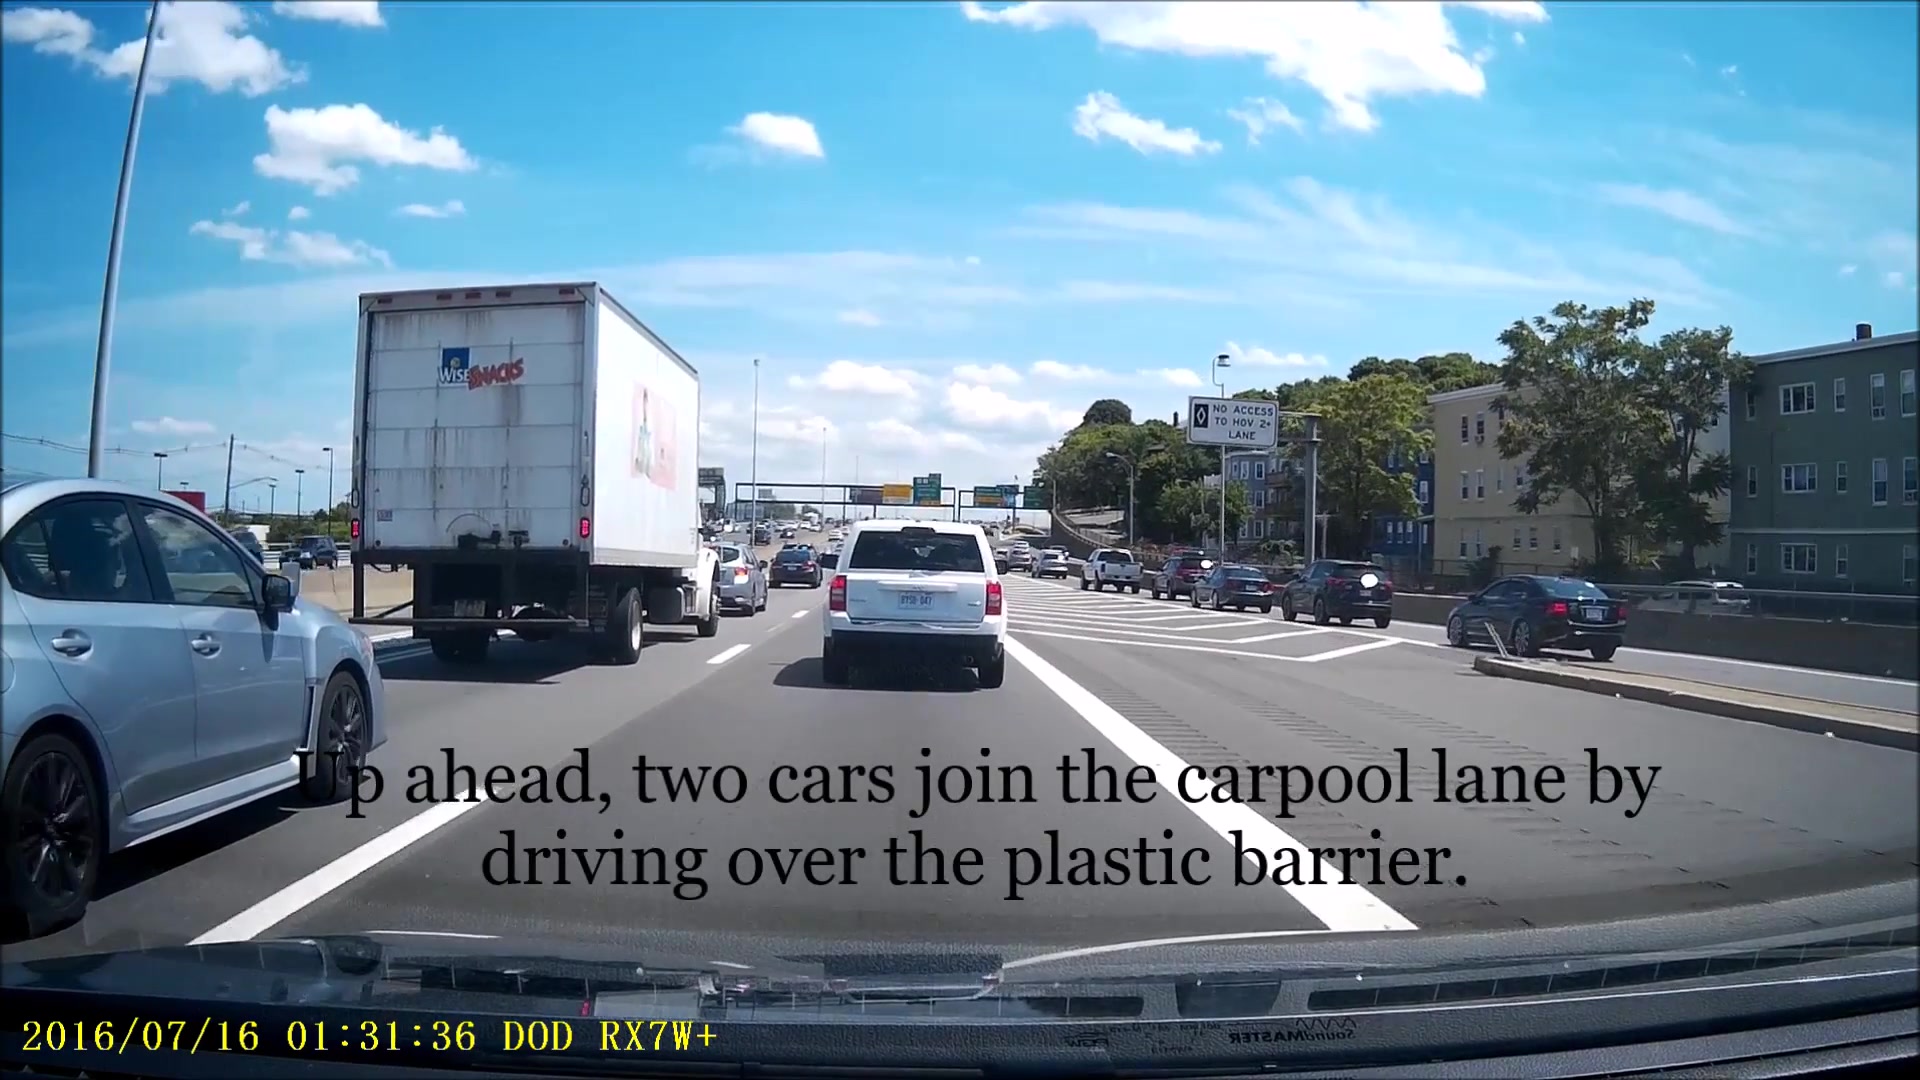 WISE SNACKS
NO ACCESS
TO HOV 2+
LANE
Up ahead, two cars join the carpool lane by
driving over the plastic barrier.
2016/07/16 01:31:36 DOD RX7W+
SoundMASTER